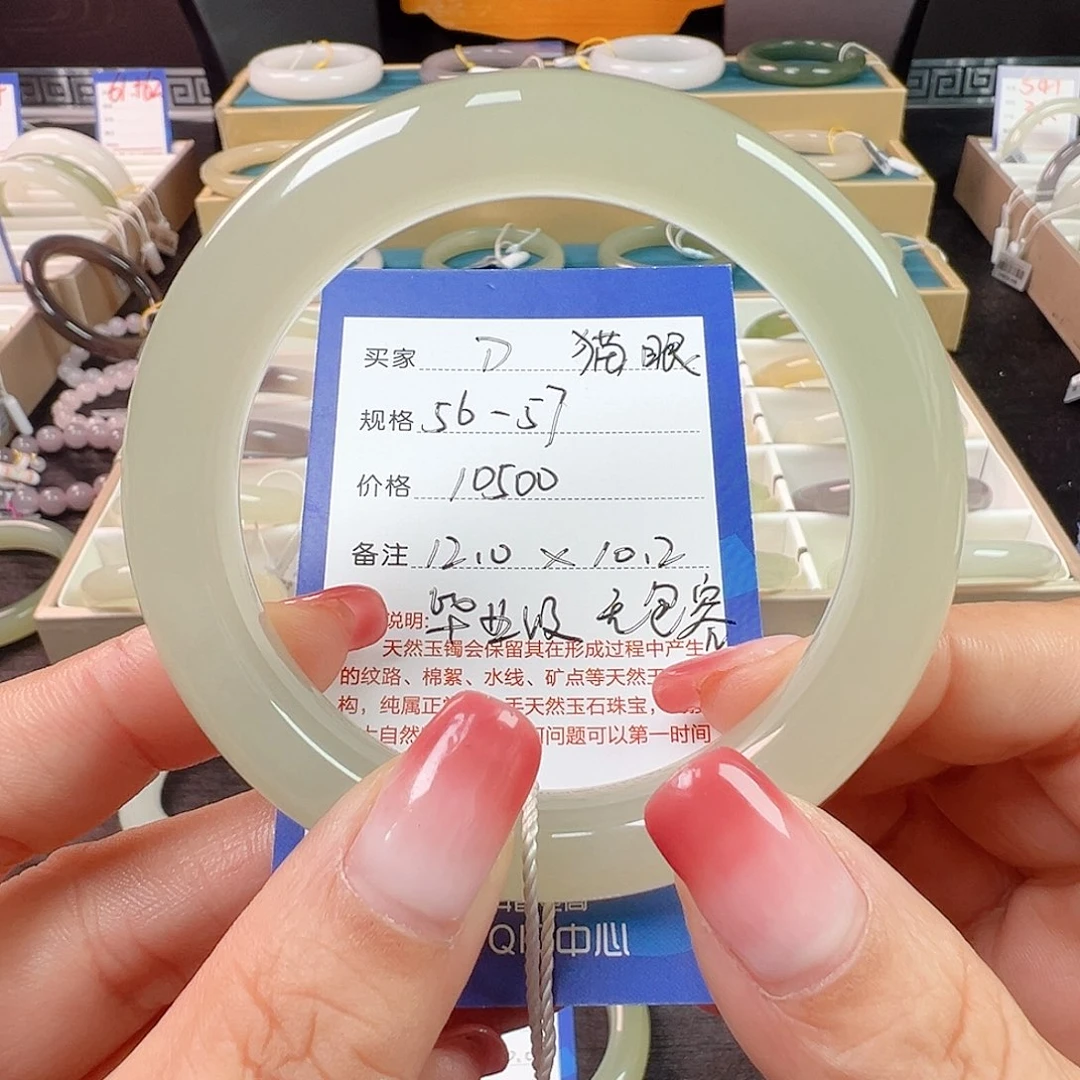 541
买家 D 猫眼
规格 56-57
价格 10500
备注 12.0 × 10.2
说明: 毕业级 无包容
天然玉镯会保留其在形成过程中产生
的纹路、棉絮、水线、矿点等天然
构，纯属正 天然玉石珠宝，
自然 问题可以第一时间
中心